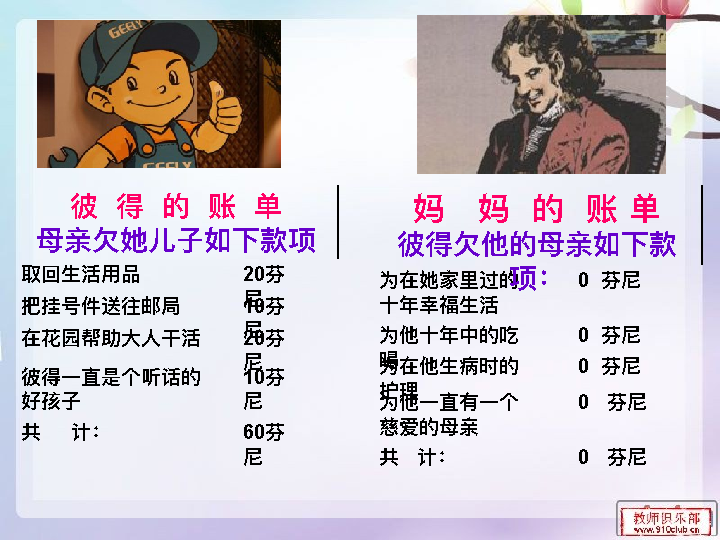 GEELY
GEELY
彼 得 的 账 单
母亲欠她儿子如下款项
取回生活用品 20芬尼
把挂号件送往邮局 10芬尼
在花园帮助大人干活 20芬尼
彼得一直是个听话的
好孩子 10芬尼
共 计： 60芬尼
妈 妈 的 账 单
彼得欠他的母亲如下款
项：
为在她家里过的 0 芬尼
十年幸福生活
为他十年中的吃 0 芬尼
喝
为在他生病时的 0 芬尼
护理
为他一直有一个 0 芬尼
慈爱的母亲
共 计： 0 芬尼
教师俱乐部
www.910club.cn